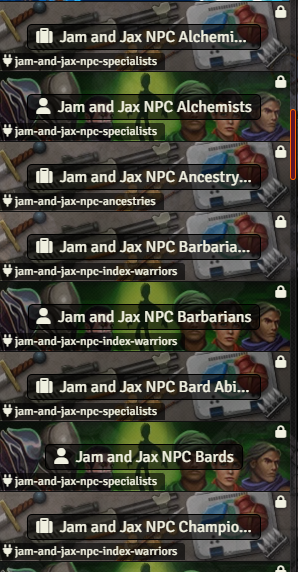 Jam and Jax NPC Alchemi...
jam-and-jax-npc-specialists
Jam and Jax NPC Alchemists
jam-and-jax-npc-specialists
Jam and Jax NPC Ancestry...
jam-and-jax-npc-ancestries
Jam and Jax NPC Barbaria...
jam-and-jax-npc-index-warriors
Jam and Jax NPC Barbarians
jam-and-jax-npc-index-warriors
Jam and Jax NPC Bard Abi...
jam-and-jax-npc-specialists
Jam and Jax NPC Bards
jam-and-jax-npc-specialists
Jam and Jax NPC Champio...
jam-and-jax-npc-index-warriors